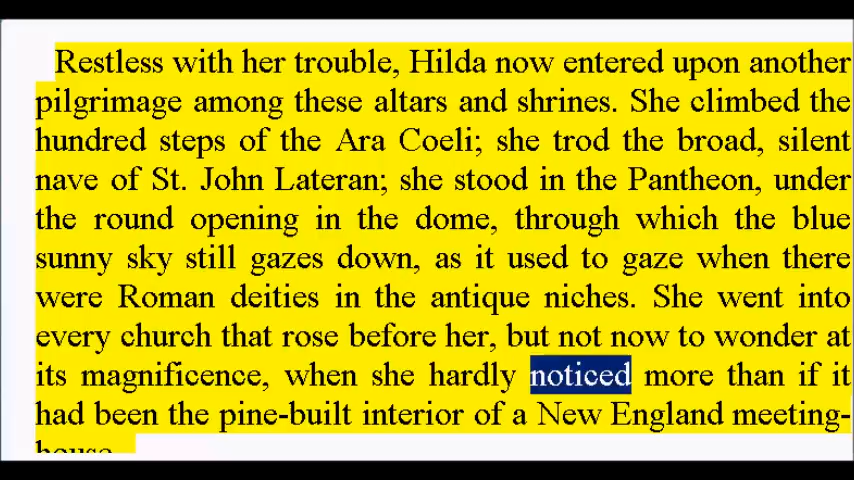 Restless with her trouble, Hilda now entered upon another
pilgrimage among these altars and shrines. She climbed the
hundred steps of the Ara Coeli; she trod the broad, silent
nave of St. John Lateran; she stood in the Pantheon, under
the round opening in the dome, through which the blue
sunny sky still gazes down, as it used to gaze when there
were Roman deities in the antique niches. She went into
every church that rose before her, but not now to wonder at
its magnificence, when she hardly noticed more than if it
had been the pine-built interior of a New England meeting-
house.